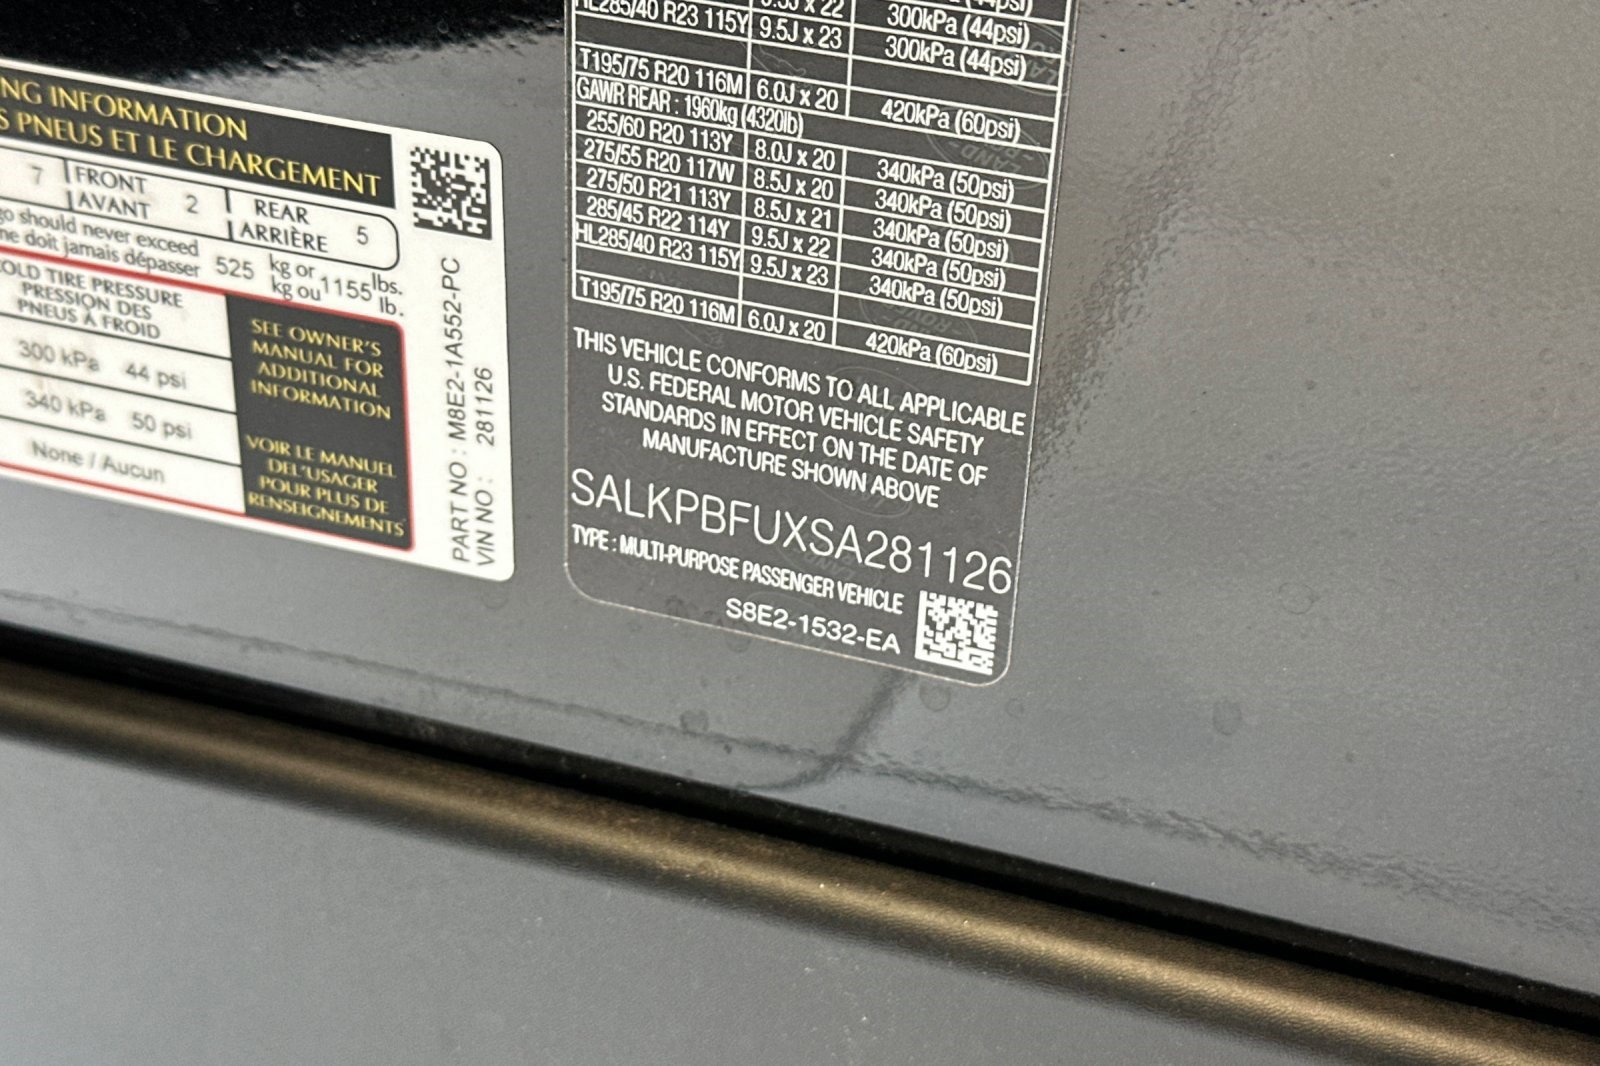 NG INFORMATION
S PNEUS ET LE CHARGEMENT
7 FRONT 2 REAR 5
AVANT ARRIÈRE
go should never exceed 525 kg or 1155 lbs.
ne doit jamais dépasser kg ou lb.
COLD TIRE PRESSURE
PRESSION DES
PNEUS À FROID
300 kPa 44 psi
340 kPa 50 psi
None / Aucun
SEE OWNER'S
MANUAL FOR
ADDITIONAL
INFORMATION
VOIR LE MANUEL
DEL'USAGER
POUR PLUS DE
RENSEIGNEMENTS
PART NO : M8E2-1A552-PC
VIN NO : 281126
300kPa (44psi)
HL285/40 R23 115Y 9.5J x 23 300kPa (44psi)
T195/75 R20 116M 6.0J x 20 420kPa (60psi)
GAWR REAR : 1960kg (4320lb)
255/60 R20 113Y 8.0J x 20 340kPa (50psi)
275/55 R20 117W 8.5J x 20 340kPa (50psi)
275/50 R21 113Y 8.5J x 21 340kPa (50psi)
285/45 R22 114Y 9.5J x 22 340kPa (50psi)
HL285/40 R23 115Y 9.5J x 23 340kPa (50psi)
T195/75 R20 116M 6.0J x 20 420kPa (60psi)
THIS VEHICLE CONFORMS TO ALL APPLICABLE
U.S. FEDERAL MOTOR VEHICLE SAFETY
STANDARDS IN EFFECT ON THE DATE OF
MANUFACTURE SHOWN ABOVE
SALKPBFUXSA281126
TYPE : MULTI-PURPOSE PASSENGER VEHICLE
S8E2-1532-EA